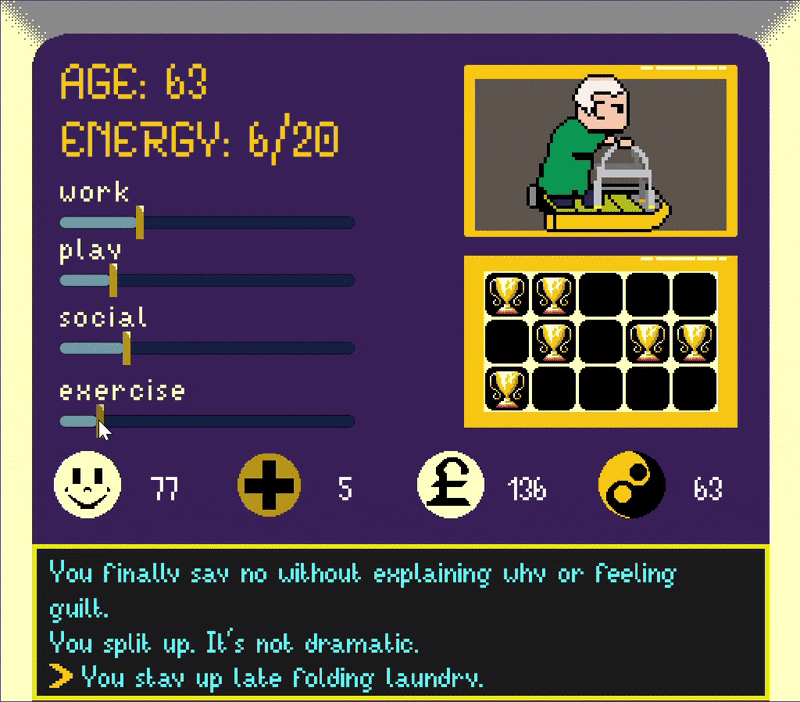 AGE: 63
ENERGY: 6/20
work
play
social
exercise
77
5
£
136
63
You finally say no without explaining why or feeling
guilt.
You split up. It's not dramatic.
> You stay up late folding laundry.